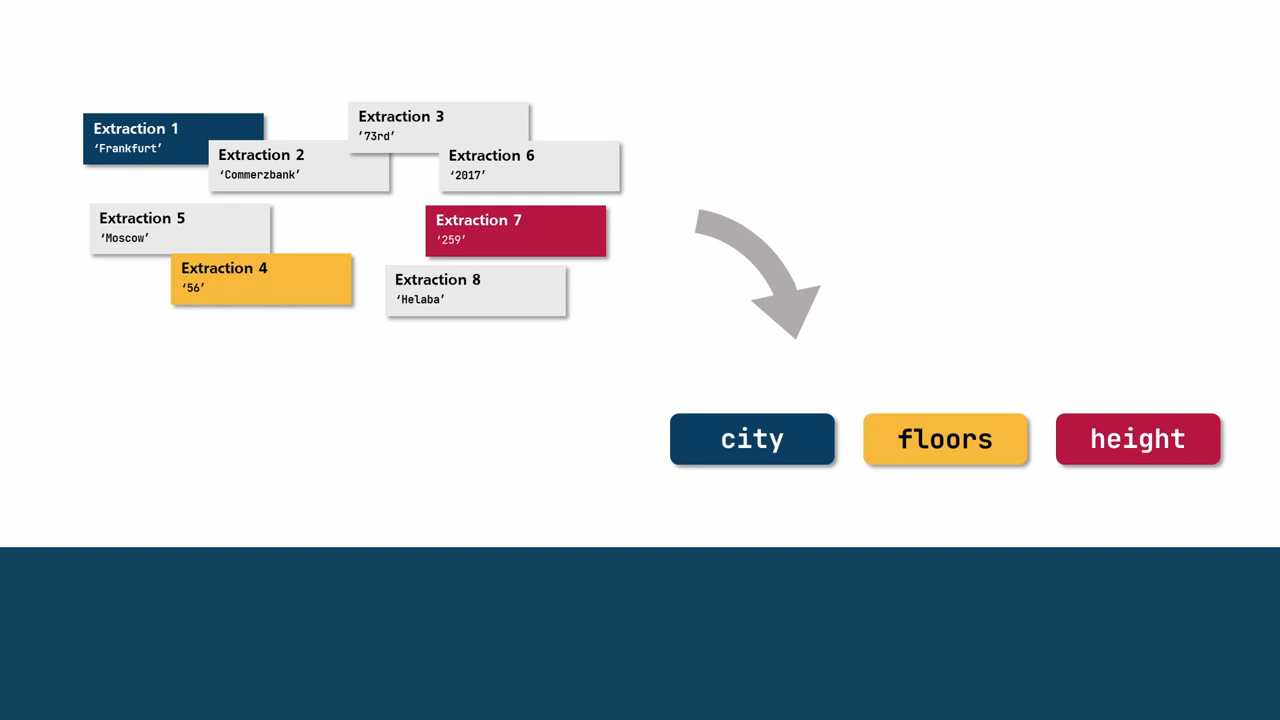 Extraction 1
‘Frankfurt’
Extraction 2
‘Commerzbank’
Extraction 3
‘73rd’
Extraction 6
‘2017’
Extraction 5
‘Moscow’
Extraction 4
‘56’
Extraction 7
‘259’
Extraction 8
‘Helaba’
city
floors
height